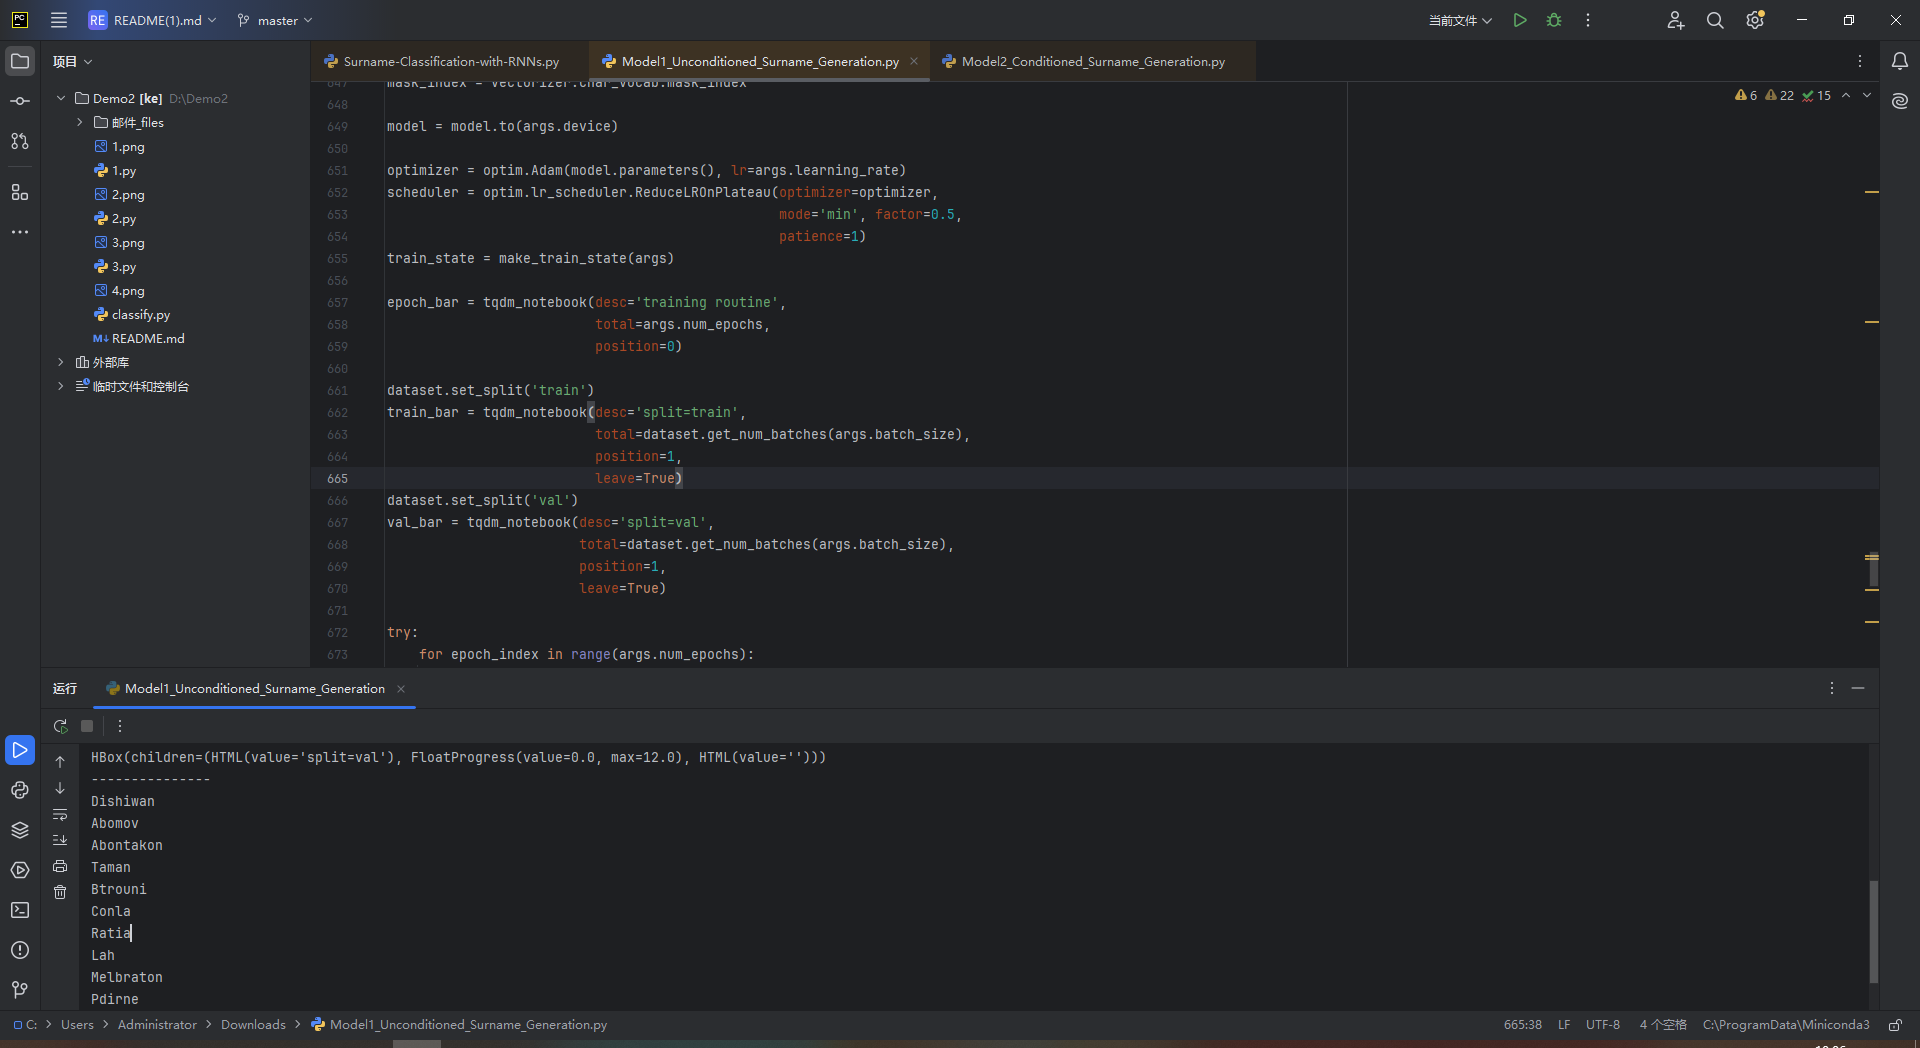 PC RE README(1).md master 当前文件
项目
Demo2 [ke] D:\Demo2
邮件_files
1.png
1.py
2.png
2.py
3.png
3.py
4.png
classify.py
M↓ README.md
外部库
临时文件和控制台
Surname-Classification-with-RNNs.py Model1_Unconditioned_Surname_Generation.py Model2_Conditioned_Surname_Generation.py
6 22 15
647 mask_index = vectorizer.char_vocab.mask_index
648
649 model = model.to(args.device)
650
651 optimizer = optim.Adam(model.parameters(), lr=args.learning_rate)
652 scheduler = optim.lr_scheduler.ReduceLROnPlateau(optimizer=optimizer,
653 mode='min', factor=0.5,
654 patience=1)
655 train_state = make_train_state(args)
656
657 epoch_bar = tqdm_notebook(desc='training routine',
658 total=args.num_epochs,
659 position=0)
660
661 dataset.set_split('train')
662 train_bar = tqdm_notebook(desc='split=train',
663 total=dataset.get_num_batches(args.batch_size),
664 position=1,
665 leave=True)
666 dataset.set_split('val')
667 val_bar = tqdm_notebook(desc='split=val',
668 total=dataset.get_num_batches(args.batch_size),
669 position=1,
670 leave=True)
671
672 try:
673 for epoch_index in range(args.num_epochs):
运行 Model1_Unconditioned_Surname_Generation
HBox(children=(HTML(value='split=val'), FloatProgress(value=0.0, max=12.0), HTML(value='')))
---------------
Dishiwan
Abomov
Abontakon
Taman
Btrouni
Conla
Ratia
Lah
Melbraton
Pdirne
C: > Users > Administrator > Downloads > Model1_Unconditioned_Surname_Generation.py 665:38 LF UTF-8 4 个空格 C:\ProgramData\Miniconda3